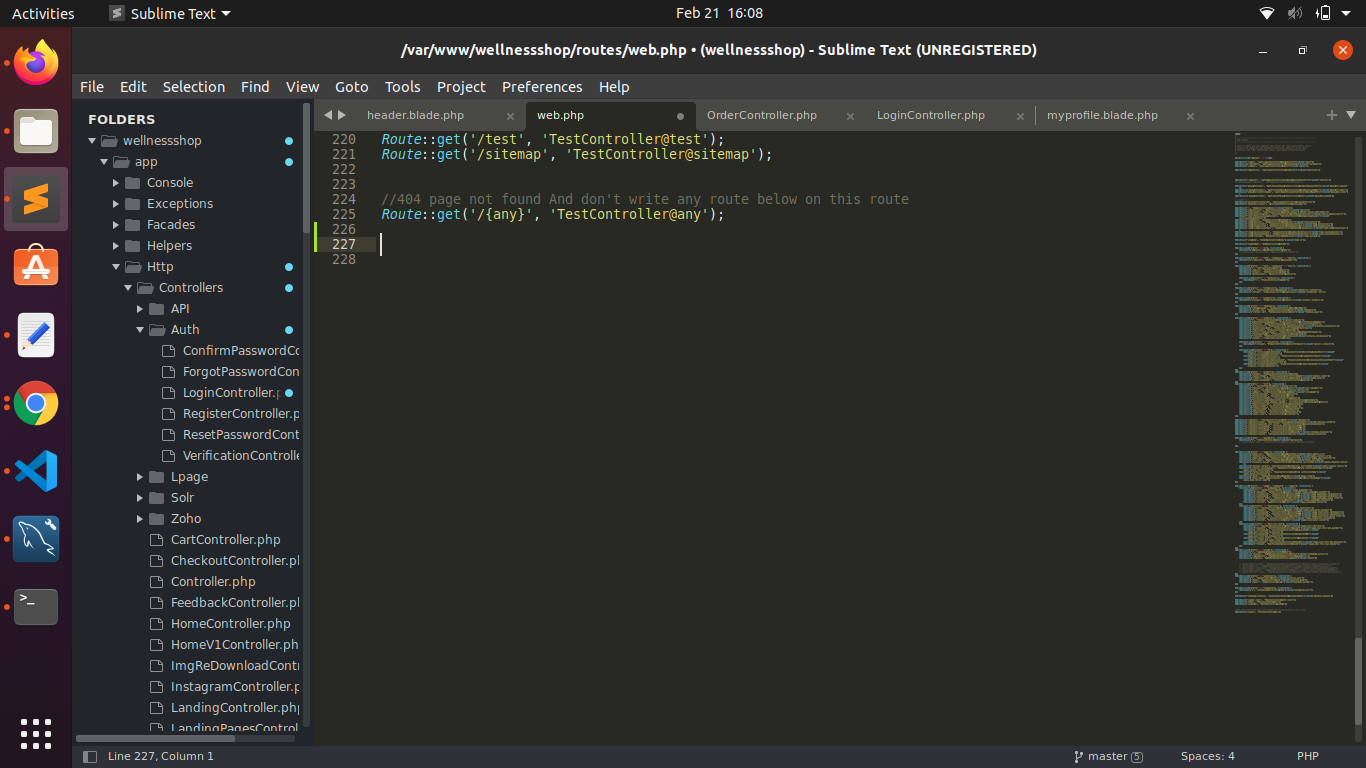 Activities Sublime Text Feb 21 16:08
/var/www/wellnessshop/routes/web.php • (wellnessshop) - Sublime Text (UNREGISTERED)
File Edit Selection Find View Goto Tools Project Preferences Help
FOLDERS
wellnessshop
app
Console
Exceptions
Facades
Helpers
Http
Controllers
API
Auth
ConfirmPasswordCo
ForgotPasswordCon
LoginController.p
RegisterController.p
ResetPasswordCont
VerificationControlle
Lpage
Solr
Zoho
CartController.php
CheckoutController.pl
Controller.php
FeedbackController.pl
HomeController.php
HomeV1Controller.ph
ImgReDownloadContr
InstagramController.p
LandingController.php
LandingPagesControl
header.blade.php × web.php ● OrderController.php × LoginController.php × myprofile.blade.php ×
220 Route::get('/test', 'TestController@test');
221 Route::get('/sitemap', 'TestController@sitemap');
222
223
224 //404 page not found And don't write any route below on this route
225 Route::get('/{any}', 'TestController@any');
226
227
228
Line 227, Column 1 master 5 Spaces: 4 PHP